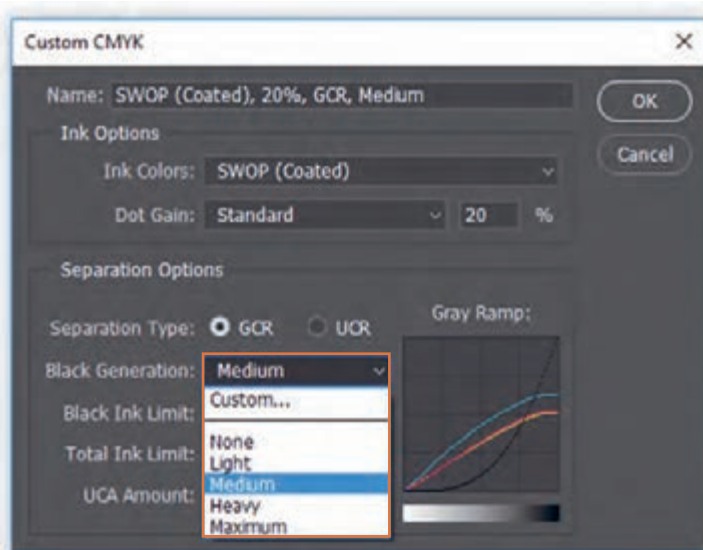 Custom CMYK
Name: SWOP (Coated), 20%, GCR, Medium
OK
Ink Options
Cancel
Ink Colors: SWOP (Coated)
Dot Gain: Standard 20 %
Separation Options
Separation Type: GCR UCR
Gray Ramp:
Black Generation: Medium
Custom...
Black Ink Limit:
None
Total Ink Limit:
Light
Medium
UCA Amount:
Heavy
Maximum